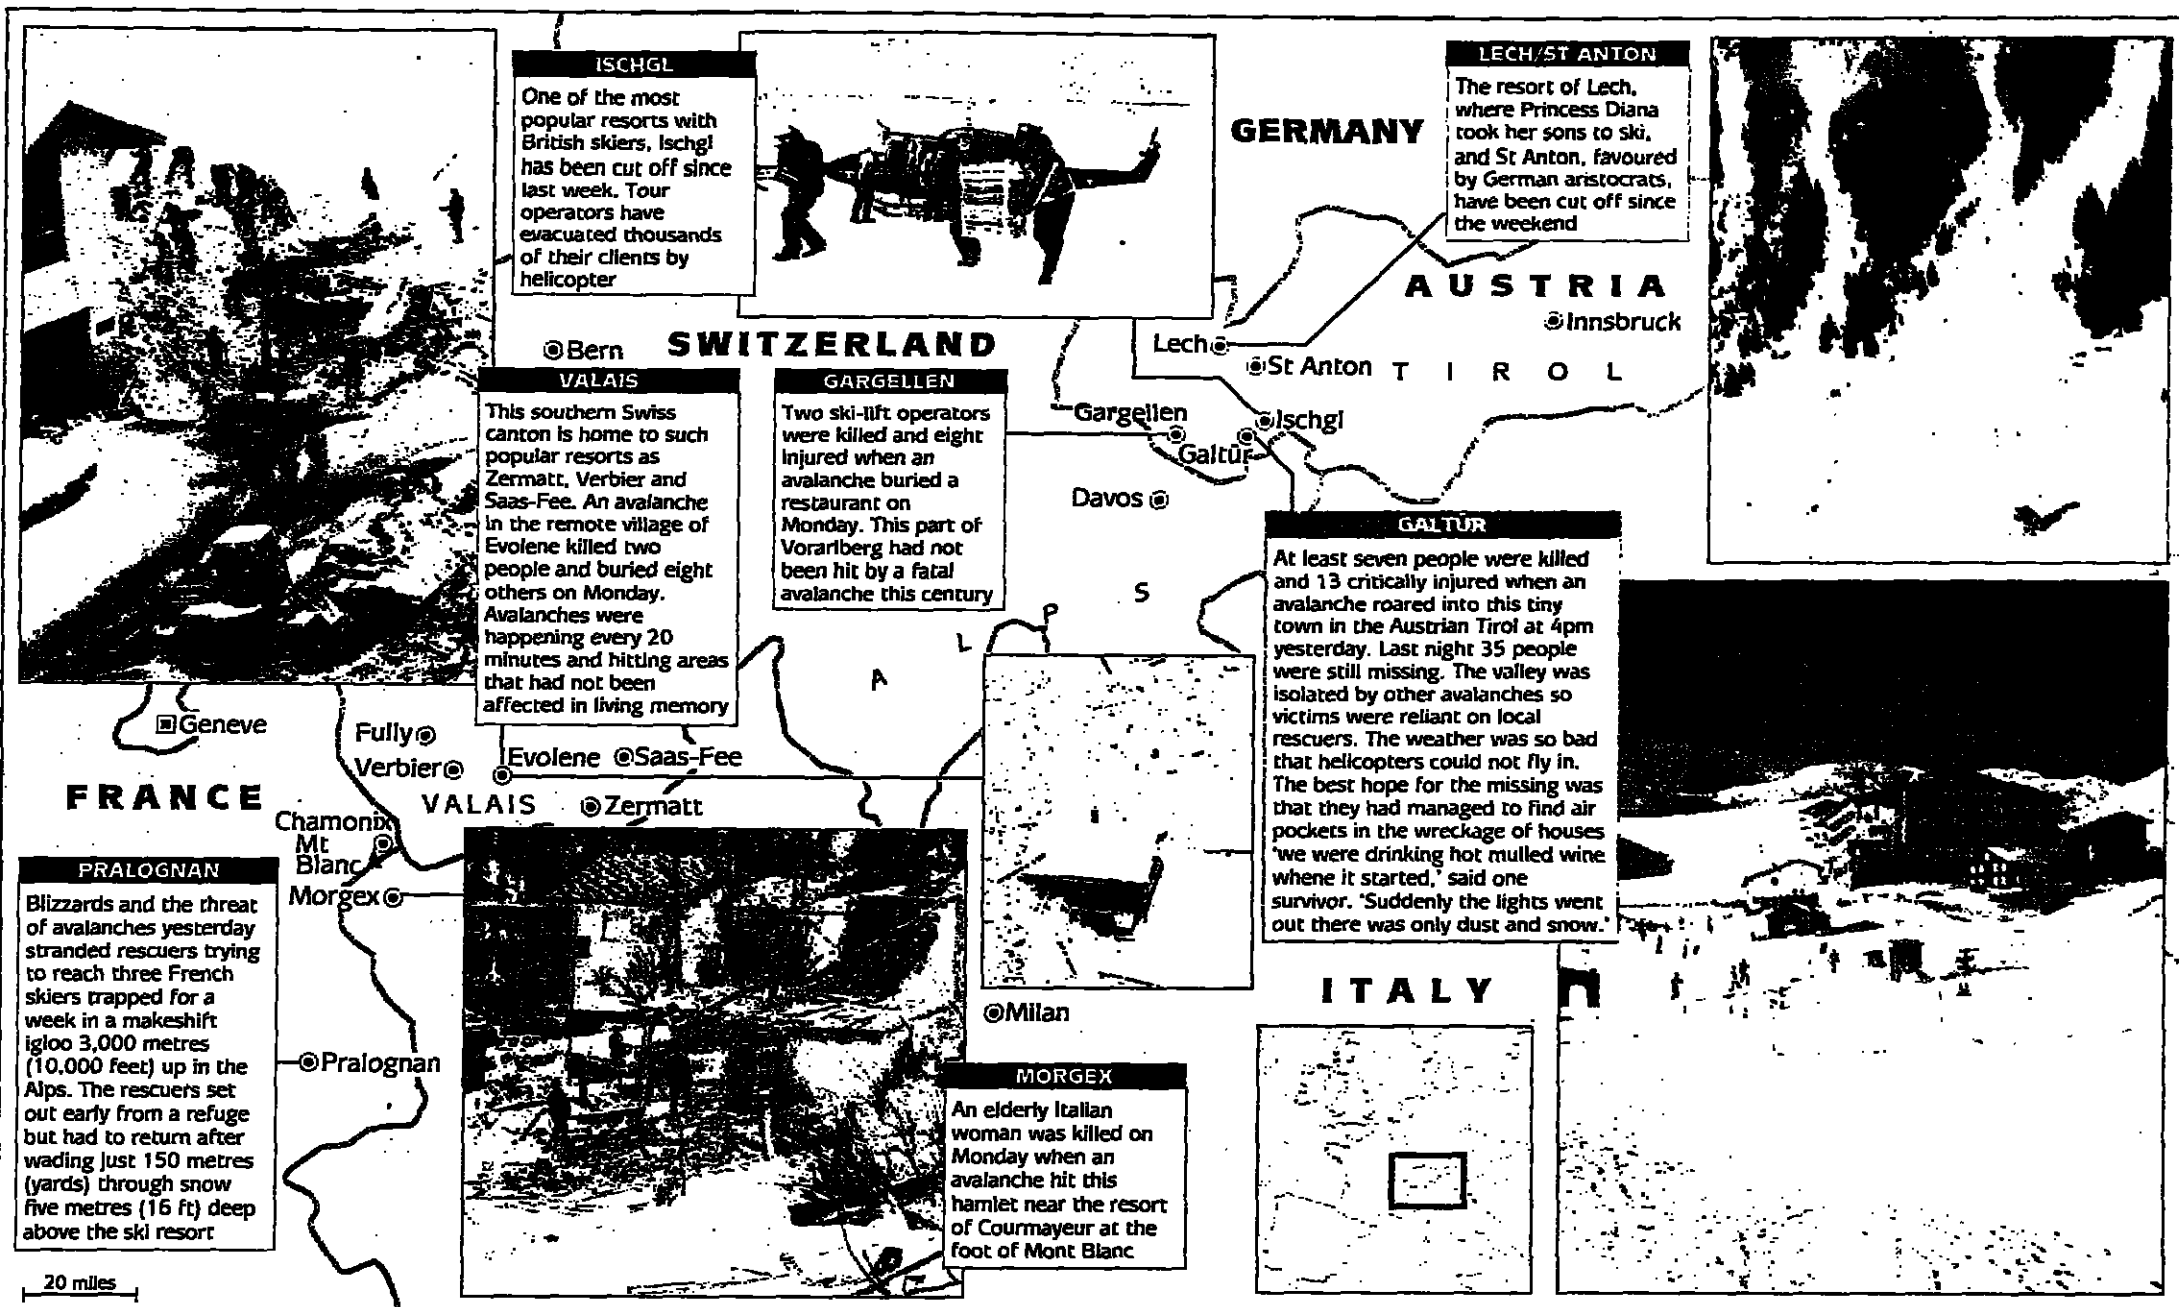 ISCHGL
One of the most
popular resorts with
British skiers, Ischgl
has been cut off since
last week. Tour
operators have
evacuated thousands
of their clients by
helicopter
GERMANY
LECH/ST ANTON
The resort of Lech,
where Princess Diana
took her sons to ski,
and St Anton, favoured
by German aristocrats,
have been cut off since
the weekend
AUSTRIA
Innsbruck
Bern
SWITZERLAND
Lech
St Anton
TIROL
VALAIS
This southern Swiss
canton is home to such
popular resorts as
Zermatt, Verbier and
Saas-Fee. An avalanche
in the remote village of
Evolene killed two
people and buried eight
others on Monday.
Avalanches were
happening every 20
minutes and hitting areas
that had not been
affected in living memory
GARGELLEN
Two ski-lift operators
were killed and eight
injured when an
avalanche buried a
restaurant on
Monday. This part of
Vorarlberg had not
been hit by a fatal
avalanche this century
Gargellen
Ischgl
Galtür
Davos
ALPS
GALTÜR
At least seven people were killed
and 13 critically injured when an
avalanche roared into this tiny
town in the Austrian Tirol at 4pm
yesterday. Last night 35 people
were still missing. The valley was
isolated by other avalanches so
victims were reliant on local
rescuers. The weather was so bad
that helicopters could not fly in.
The best hope for the missing was
that they had managed to find air
pockets in the wreckage of houses
'we were drinking hot mulled wine
whene it started,' said one
survivor. 'Suddenly the lights went
out there was only dust and snow.'
Geneve
Fully
Verbier
Evolene
Saas-Fee
FRANCE
VALAIS
Zermatt
Chamonix
Mt
Blanc
Morgex
PRALOGNAN
Blizzards and the threat
of avalanches yesterday
stranded rescuers trying
to reach three French
skiers trapped for a
week in a makeshift
igloo 3,000 metres
(10,000 feet) up in the
Alps. The rescuers set
out early from a refuge
but had to return after
wading just 150 metres
(yards) through snow
five metres (16 ft) deep
above the ski resort
Pralognan
20 miles
ITALY
Milan
MORGEX
An elderly Italian
woman was killed on
Monday when an
avalanche hit this
hamlet near the resort
of Courmayeur at the
foot of Mont Blanc